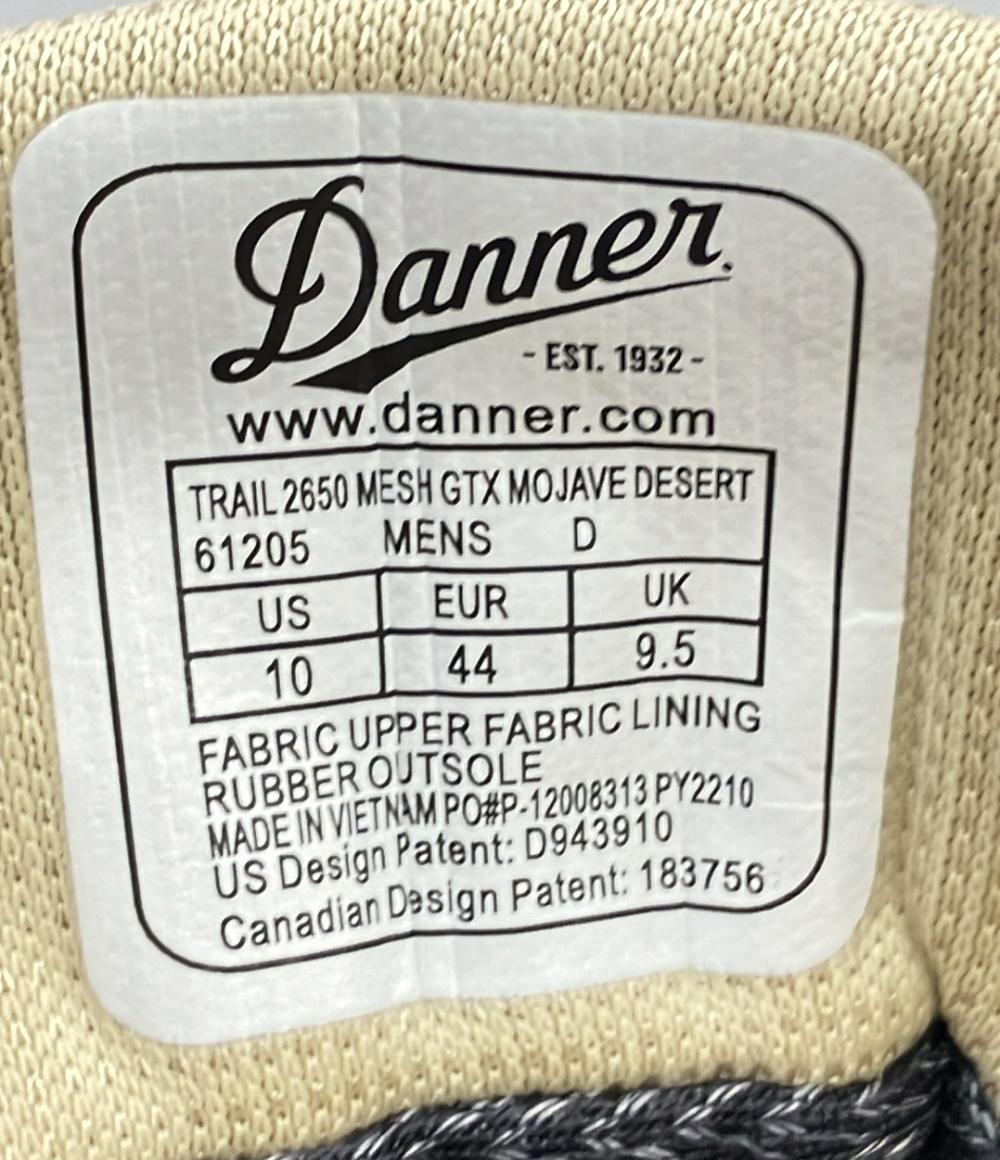 Danner.
- EST. 1932 -
www.danner.com
TRAIL 2650 MESH GTX MOJAVE DESERT
61205 MENS D
US EUR UK
10 44 9.5
FABRIC UPPER FABRIC LINING
RUBBER OUTSOLE
MADE IN VIETNAM PO#P-12008313 PY2210
US Design Patent: D943910
Canadian Design Patent: 183756